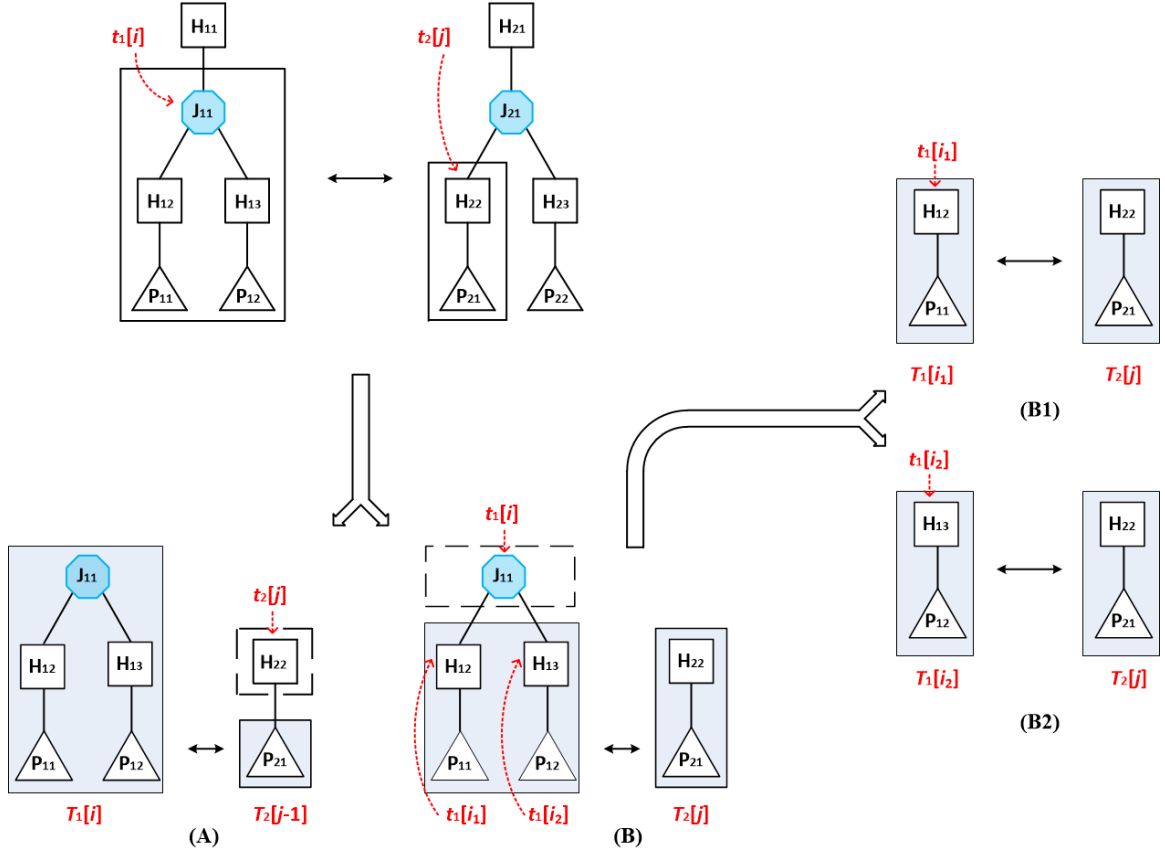 H11
H21
t1[i]
t2[j]
J11
J21
H12
H13
H22
H23
P11
P12
P21
P22
t1[i1]
H12
H22
P11
P21
T1[i1]
T2[j]
(B1)
t1[i2]
H13
H22
P12
P21
T1[i2]
T2[j]
(B2)
J11
t2[j]
H12
H13
H22
P11
P12
P21
T1[i]
T2[j-1]
(A)
t1[i]
J11
H12
H13
H22
P11
P12
P21
t1[i1]
t1[i2]
T2[j]
(B)